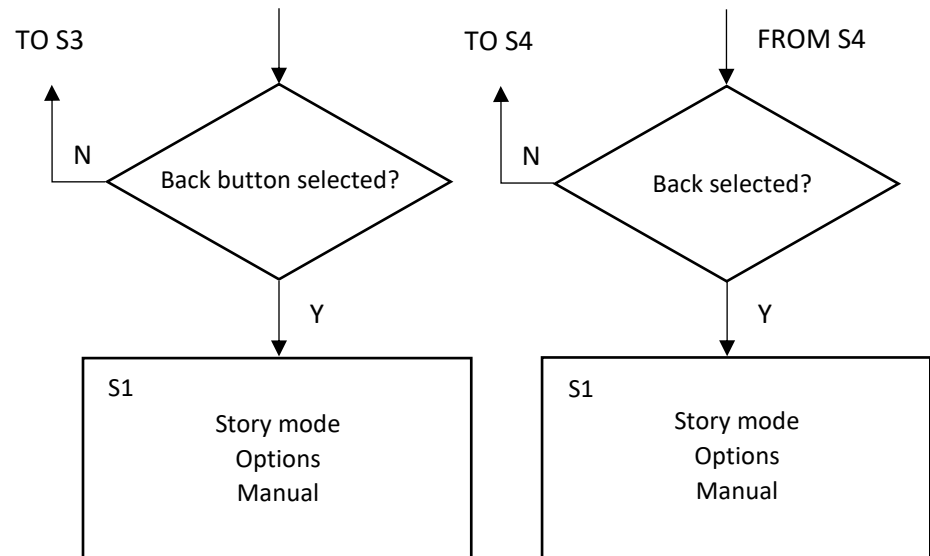 TO S3
TO S4
FROM S4
N
Back button selected?
N
Back selected?
Y
Y
S1
Story mode
Options
Manual
S1
Story mode
Options
Manual